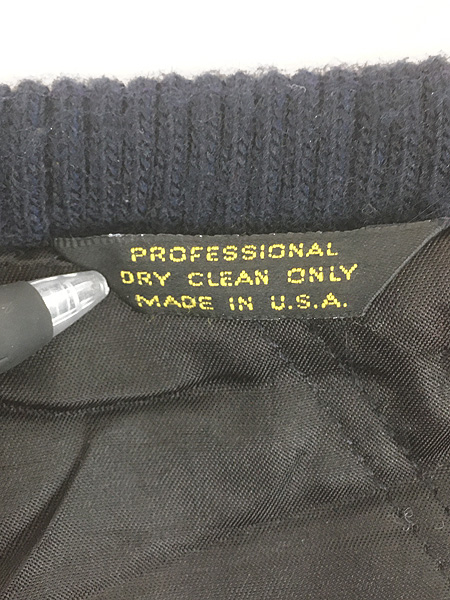 PROFESSIONAL
DRY CLEAN ONLY
MADE IN U.S.A.